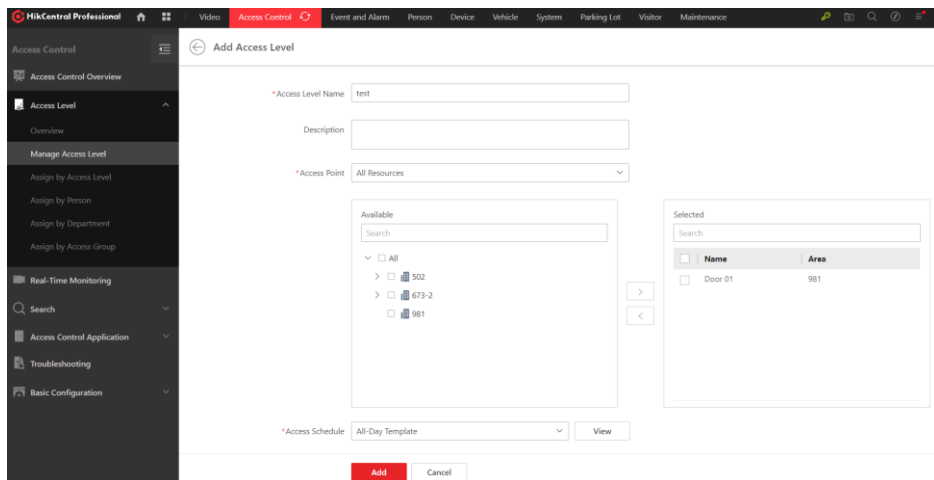 HikCentral Professional Video Access Control Event and Alarm Person Device Vehicle System Parking Lot Visitor Maintenance
Access Control
Add Access Level
Access Control Overview
Access Level
Overview
Manage Access Level
Assign by Access Level
Assign by Person
Assign by Department
Assign by Access Group
Real-Time Monitoring
Search
Access Control Application
Troubleshooting
Basic Configuration
*Access Level Name test
Description
*Access Point All Resources
Available
Search
All
502
673-2
981
>
<
Selected
Search
Name Area
Door 01 981
*Access Schedule All-Day Template View
Add Cancel